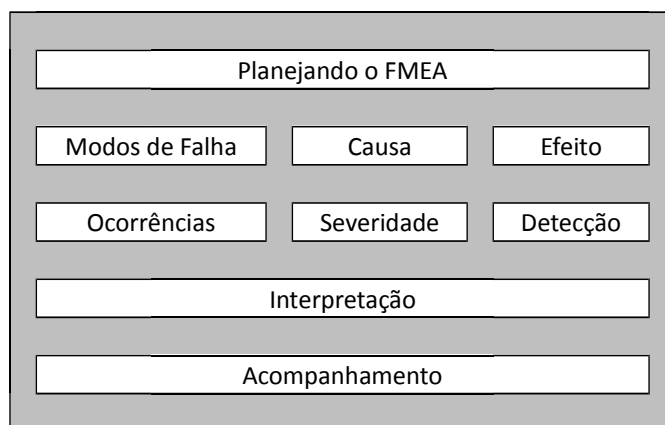 Planejando o FMEA
Modos de Falha Causa Efeito
Ocorrências Severidade Detecção
Interpretação
Acompanhamento